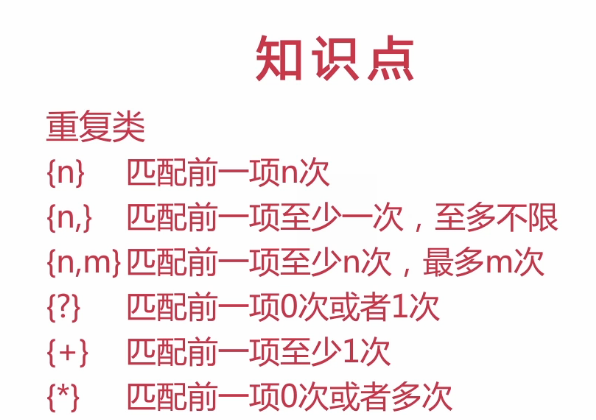 知识点
重复类
{n} 匹配前一项n次
{n,} 匹配前一项至少一次，至多不限
{n,m}匹配前一项至少n次，最多m次
{?} 匹配前一项0次或者1次
{+} 匹配前一项至少1次
{*} 匹配前一项0次或者多次